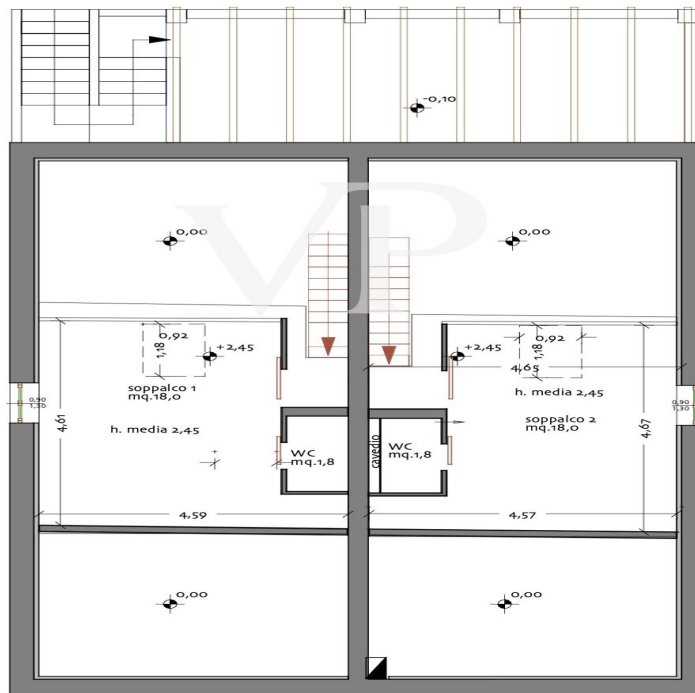 -0,10
VP
0,00
0,00
0,92
1,18
+2,45
soppalco 1
mq.18,0
h. media 2,45
4,61
0,90
1,30
WC
mq.1,8
4,59
+2,45
0,92
1,18
4,65
h. media 2,45
soppalco 2
mq.18,0
4,67
0,90
1,30
cavedio
WC
mq.1,8
4,57
0,00
0,00